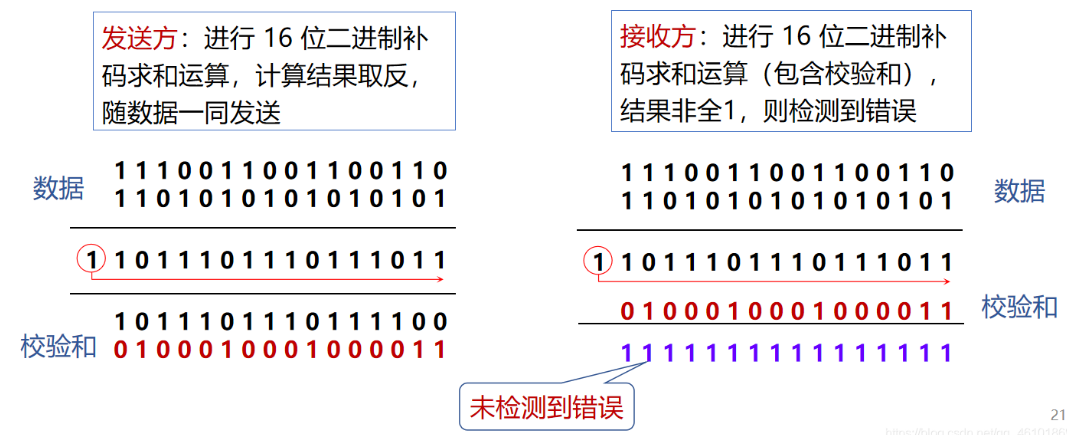 发送方：进行 16 位二进制补
码求和运算，计算结果取反，
随数据一同发送
接收方：进行 16 位二进制补
码求和运算（包含校验和），
结果非全1，则检测到错误
数据
1 1 1 0 0 1 1 0 0 1 1 0 0 1 1 0
1 1 0 1 0 1 0 1 0 1 0 1 0 1 0 1
1 1 0 1 1 1 0 1 1 1 0 1 1 1 0 1 1
1 0 1 1 1 0 1 1 1 0 1 1 1 1 0 0
校验和
0 1 0 0 0 1 0 0 0 1 0 0 0 0 1 1
1 1 1 0 0 1 1 0 0 1 1 0 0 1 1 0
1 1 0 1 0 1 0 1 0 1 0 1 0 1 0 1
数据
1 1 0 1 1 1 0 1 1 1 0 1 1 1 0 1 1
0 1 0 0 0 1 0 0 0 1 0 0 0 0 1 1
校验和
1 1 1 1 1 1 1 1 1 1 1 1 1 1 1 1
未检测到错误
21